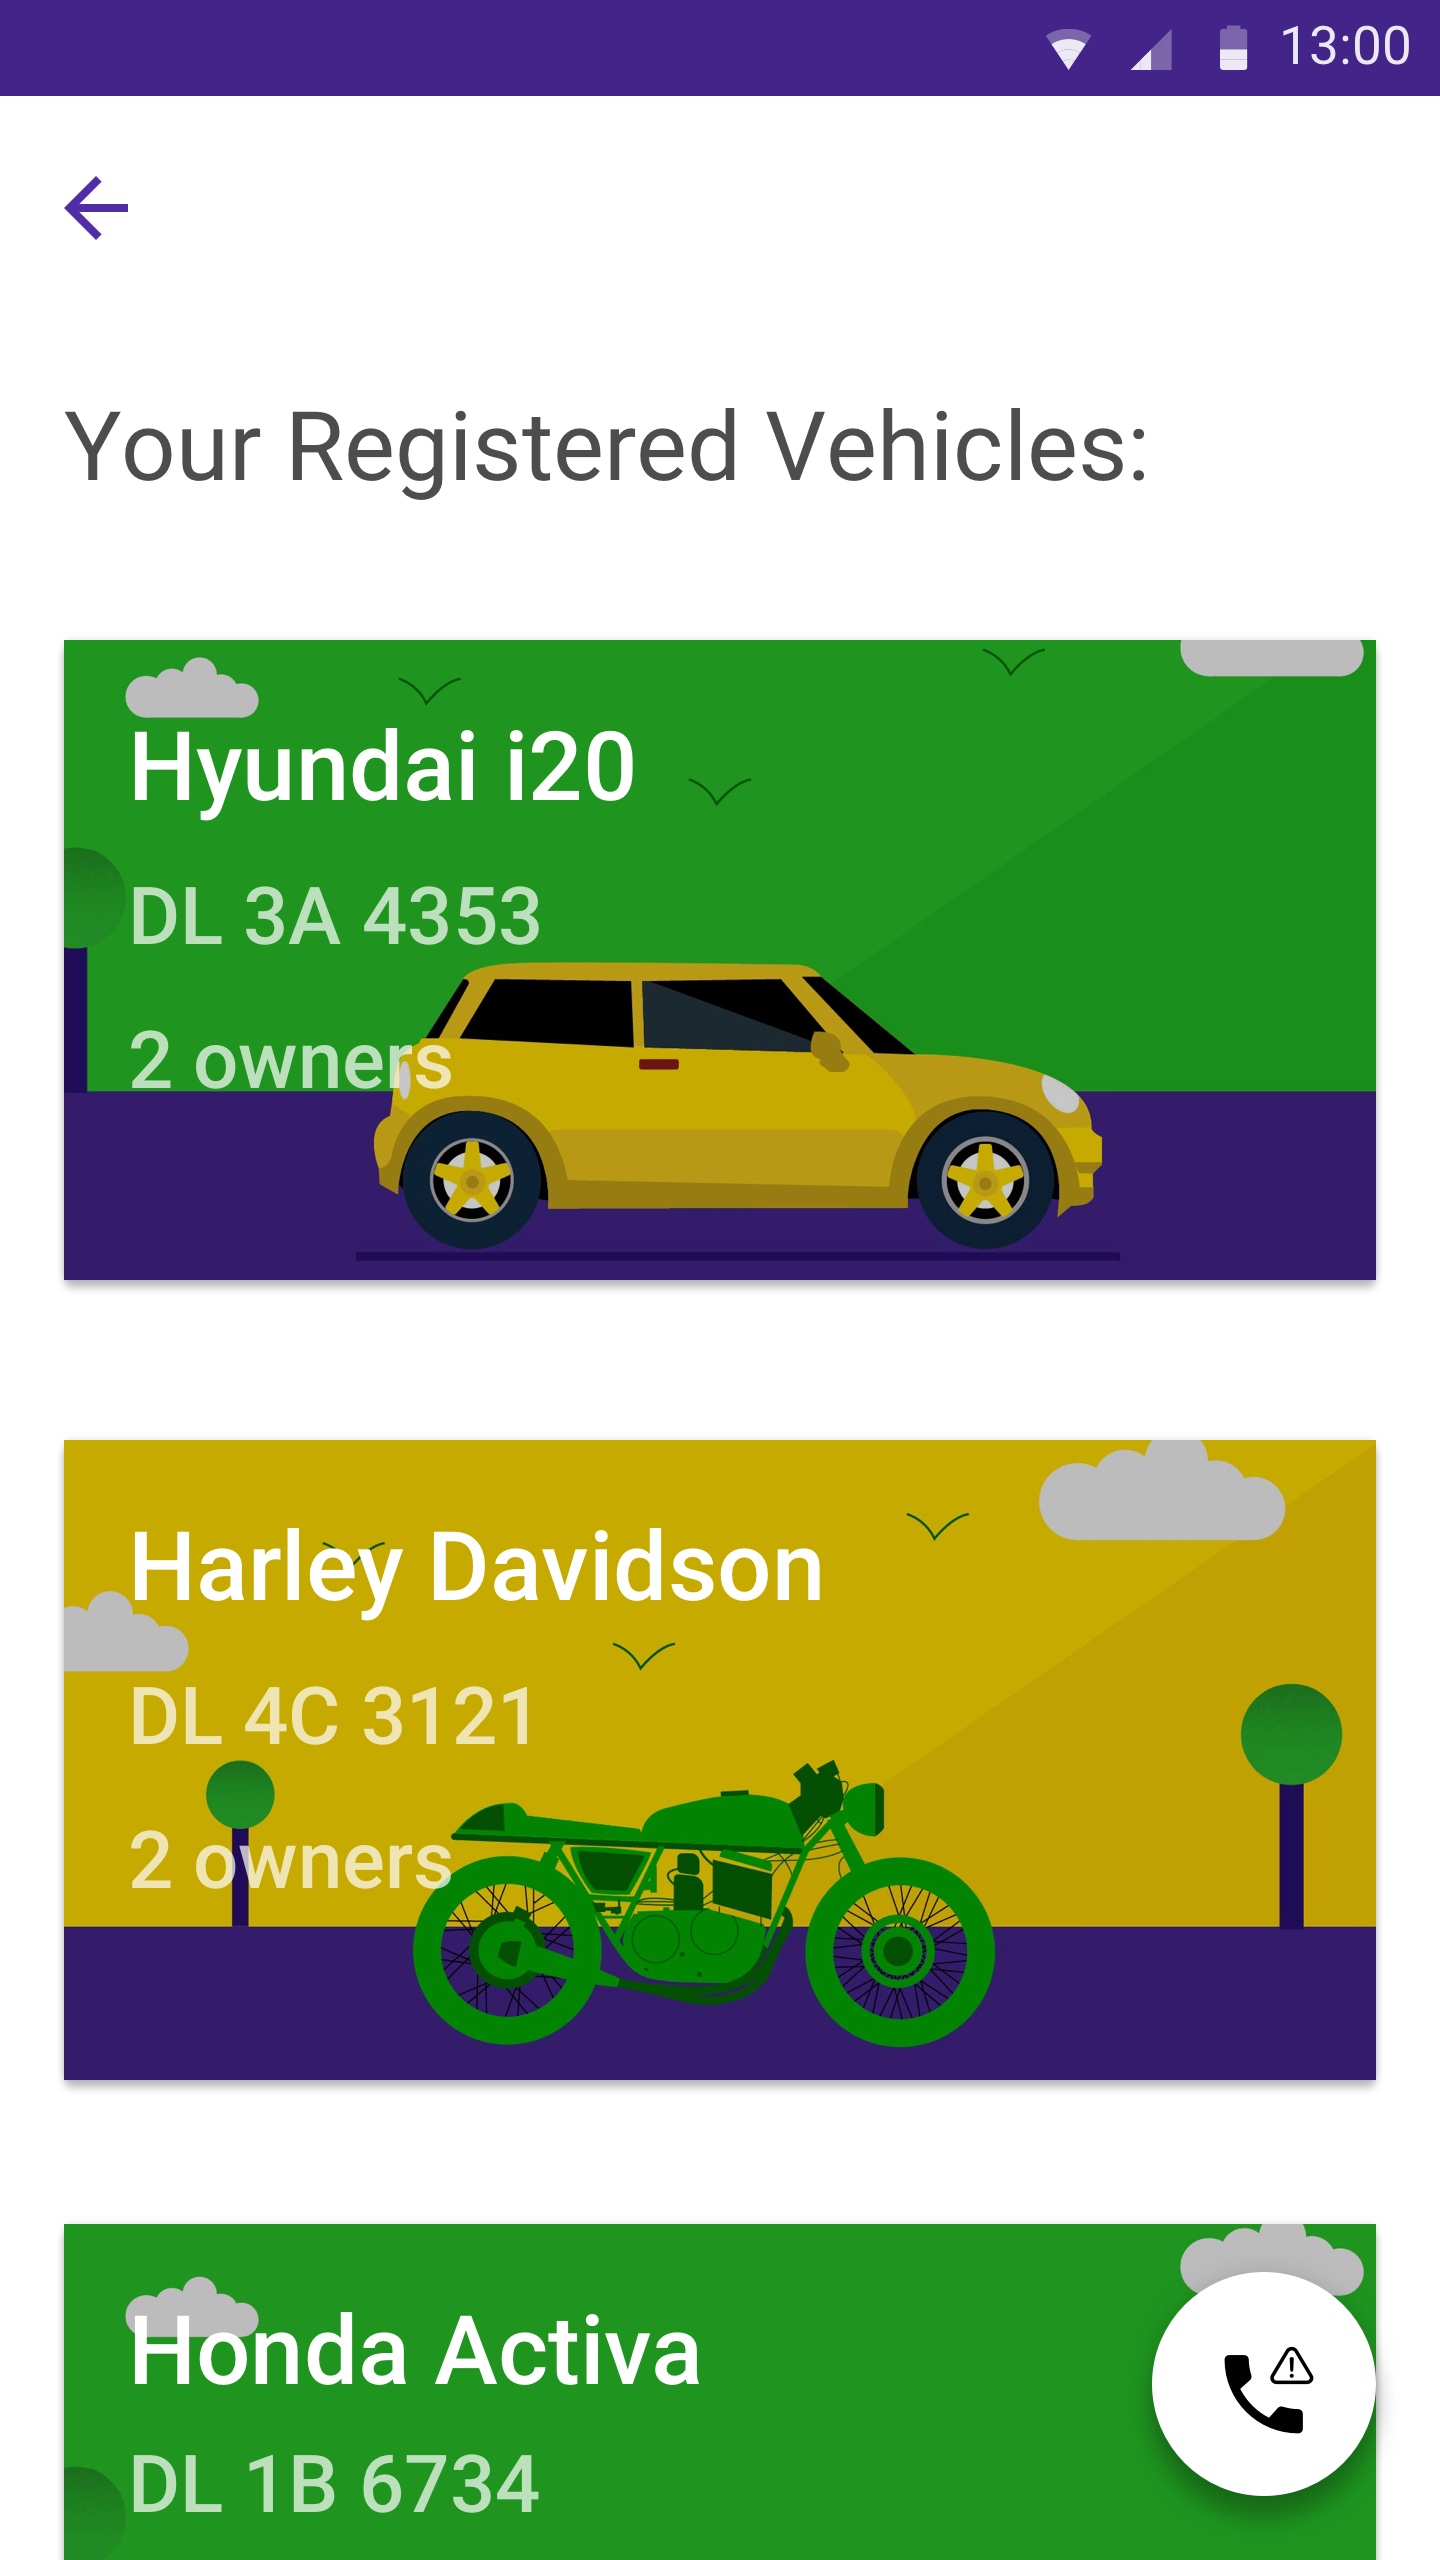 13:00
Your Registered Vehicles:
Hyundai i20
DL 3A 4353
2 owners
Harley Davidson
DL 4C 3121
2 owners
Honda Activa
DL 1B 6734